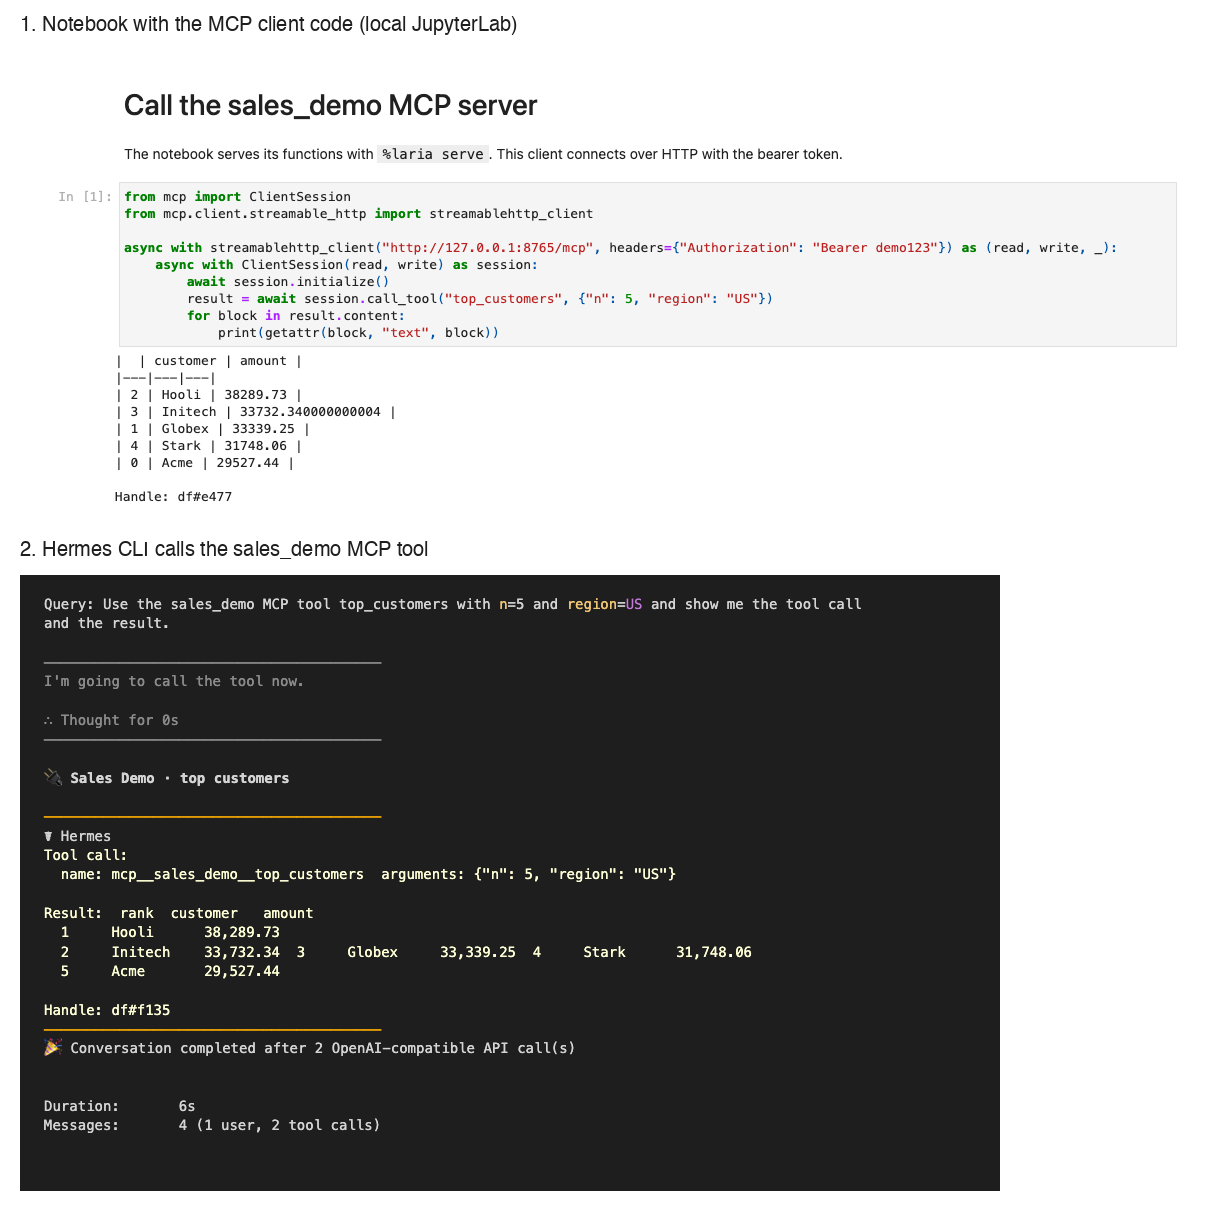 1. Notebook with the MCP client code (local JupyterLab)
Call the sales_demo MCP server
The notebook serves its functions with %laria serve. This client connects over HTTP with the bearer token.
In [1]: from mcp import ClientSession
from mcp.client.streamable_http import streamablehttp_client
async with streamablehttp_client("http://127.0.0.1:8765/mcp", headers={"Authorization": "Bearer demo123"}) as (read, write, _):
    async with ClientSession(read, write) as session:
        await session.initialize()
        result = await session.call_tool("top_customers", {"n": 5, "region": "US"})
        for block in result.content:
            print(getattr(block, "text", block))
|  | customer | amount |
|---|---|---|
| 2 | Hooli | 38289.73 |
| 3 | Initech | 33732.340000000004 |
| 1 | Globex | 33339.25 |
| 4 | Stark | 31748.06 |
| 0 | Acme | 29527.44 |
Handle: df#e477
2. Hermes CLI calls the sales_demo MCP tool
Query: Use the sales_demo MCP tool top_customers with n=5 and region=US and show me the tool call
and the result.
I'm going to call the tool now.
∴ Thought for 0s
🔌 Sales Demo · top customers
☤ Hermes
Tool call:
  name: mcp__sales_demo__top_customers  arguments: {"n": 5, "region": "US"}
Result:  rank  customer   amount
  1     Hooli      38,289.73
  2     Initech    33,732.34  3     Globex     33,339.25  4     Stark      31,748.06
  5     Acme       29,527.44
Handle: df#f135
🎉 Conversation completed after 2 OpenAI-compatible API call(s)
Duration:       6s
Messages:       4 (1 user, 2 tool calls)